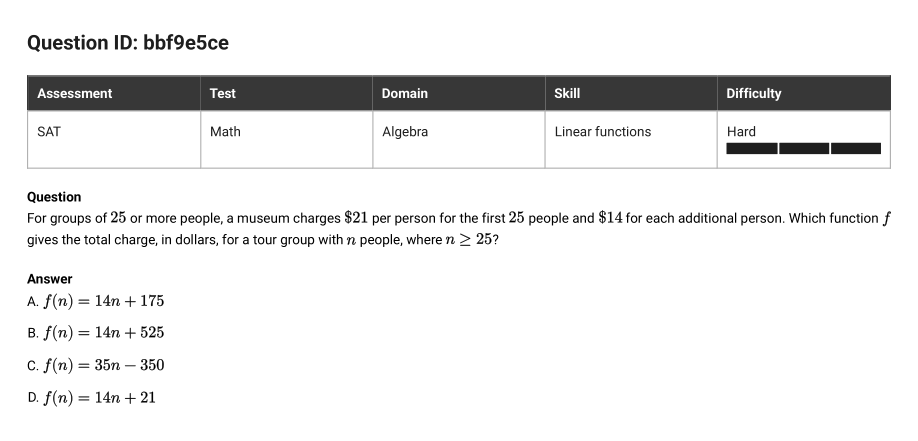 Question ID: bbf9e5ce
Assessment Test Domain Skill Difficulty
SAT Math Algebra Linear functions Hard
Question
For groups of 25 or more people, a museum charges $21 per person for the first 25 people and $14 for each additional person. Which function f
gives the total charge, in dollars, for a tour group with n people, where n ≥ 25?
Answer
A. f(n) = 14n + 175
B. f(n) = 14n + 525
C. f(n) = 35n − 350
D. f(n) = 14n + 21